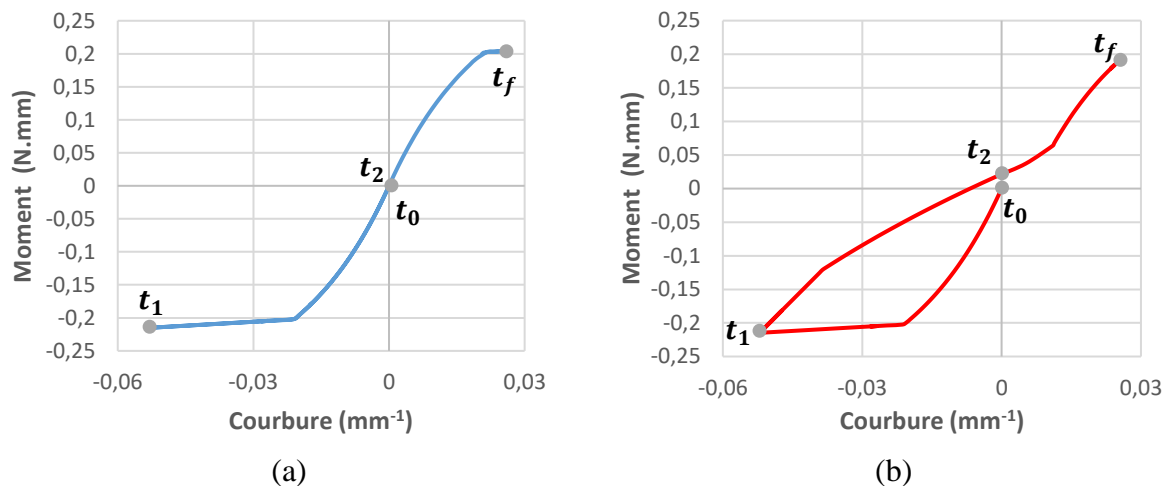 0,25
0,2
0,15
0,1
0,05
0
-0,05
-0,1
-0,15
-0,2
-0,25
Moment (N.mm)
-0,06 -0,03 0 0,03
Courbure (mm-1)
t1
t2
t0
tf
(a)
0,25
0,2
0,15
0,1
0,05
0
-0,05
-0,1
-0,15
-0,2
-0,25
Moment (N.mm)
-0,06 -0,03 0 0,03
Courbure (mm-1)
t1
t2
t0
tf
(b)